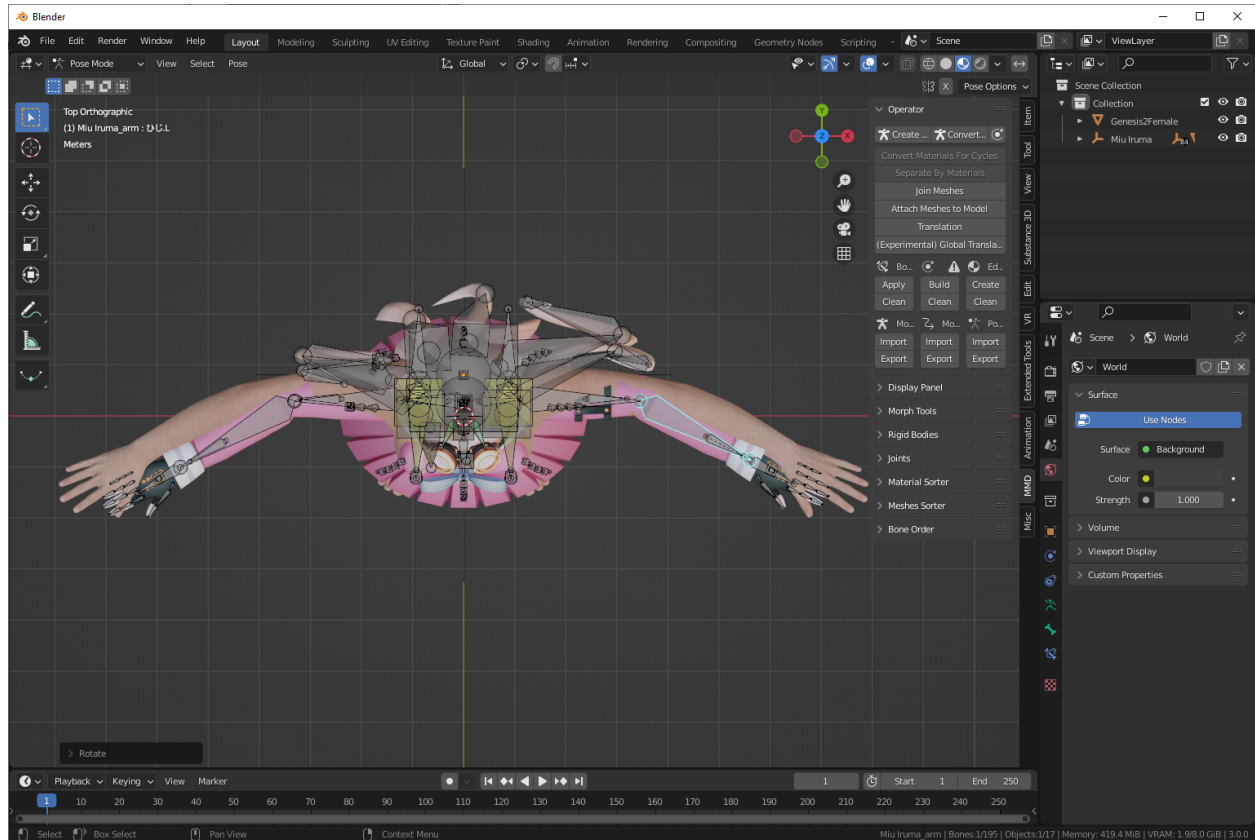 Blender
File Edit Render Window Help Layout Modeling Sculpting UV Editing Texture Paint Shading Animation Rendering Compositing Geometry Nodes Scripting Scene ViewLayer
Pose Mode View Select Pose Global
Pose Options
X
Top Orthographic
(1) Miu Iruma_arm : ひじ.L
Meters
Y
Z
X
Operator
Create ... Convert...
Convert Materials For Cycles
Separate By Materials
Join Meshes
Attach Meshes to Model
Translation
(Experimental) Global Transla...
Bo... Ed...
Apply Build Create
Clean Clean Clean
Mo... Mo... Po...
Import Import Import
Export Export Export
Display Panel
Morph Tools
Rigid Bodies
Joints
Material Sorter
Meshes Sorter
Bone Order
Item
Tool
View
Substance 3D
Edit
VR
Extended Tools
Animation
MMD
Misc
Scene Collection
Collection
Genesis2Female
Miu Iruma 84
Scene World
World
Surface
Use Nodes
Surface Background
Color
Strength 1.000
Volume
Viewport Display
Custom Properties
Rotate
Playback Keying View Marker 1 Start 1 End 250
1 10 20 30 40 50 60 70 80 90 100 110 120 130 140 150 160 170 180 190 200 210 220 230 240 250
Select Box Select Pan View Context Menu Miu Iruma_arm | Bones:1/195 | Objects:1/17 | Memory: 419.4 MiB | VRAM: 1.9/8.0 GiB | 3.0.0